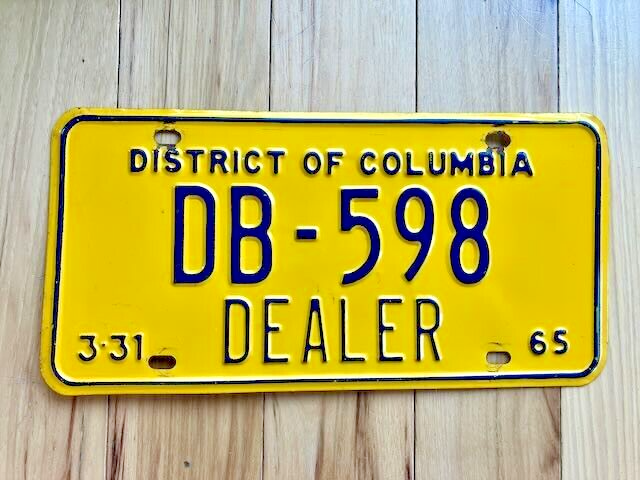 DISTRICT OF COLUMBIA
DB-598
DEALER
3·31 65